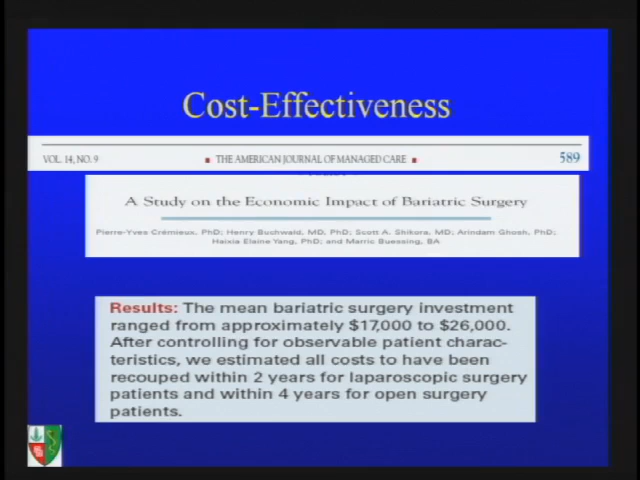 Cost-Effectiveness
VOL. 14, NO. 9 ■ THE AMERICAN JOURNAL OF MANAGED CARE ■ 589
A Study on the Economic Impact of Bariatric Surgery
Pierre-Yves Crémieux, PhD; Henry Buchwald, MD, PhD; Scott A. Shikora, MD; Arindam Ghosh, PhD;
Haixia Elaine Yang, PhD; and Marric Buessing, BA
Results: The mean bariatric surgery investment
ranged from approximately $17,000 to $26,000.
After controlling for observable patient charac-
teristics, we estimated all costs to have been
recouped within 2 years for laparoscopic surgery
patients and within 4 years for open surgery
patients.